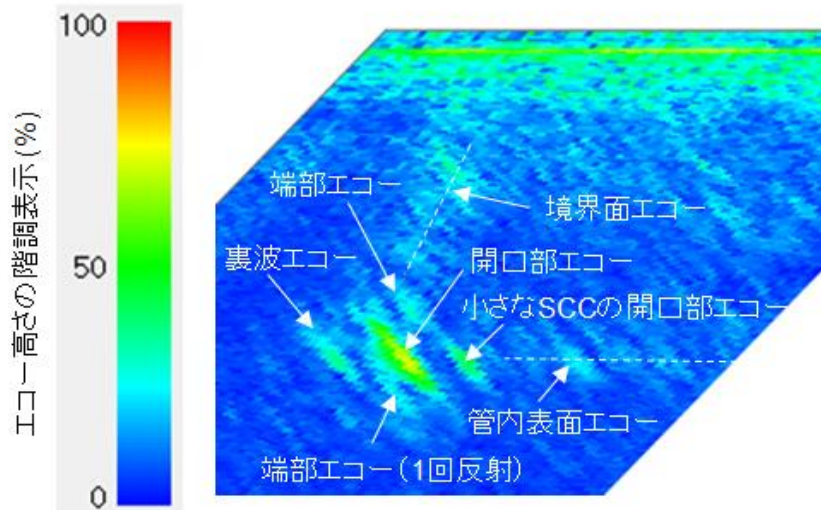 100
50
0
エコー高さの階調表示(%)
端部エコー
境界面エコー
裏波エコー
開口部エコー
小さなSCCの開口部エコー
管内表面エコー
端部エコー(1回反射)